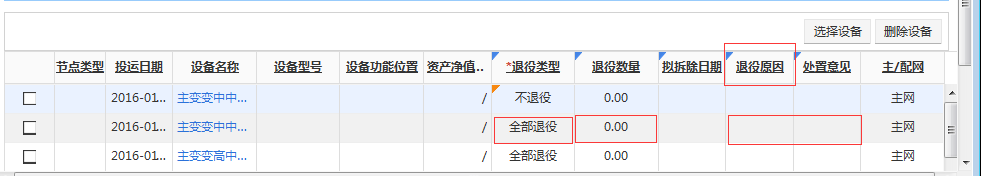 选择设备 删除设备
节点类型 投运日期 设备名称 设备型号 设备功能位置 资产净值.. *退役类型 退役数量 拟拆除日期 退役原因 处置意见 主/配网
2016-01... 主变变中中... / 不退役 0.00 主网
2016-01... 主变变中中... / 全部退役 0.00 主网
2016-01... 主变变高中... / 全部退役 0.00 主网